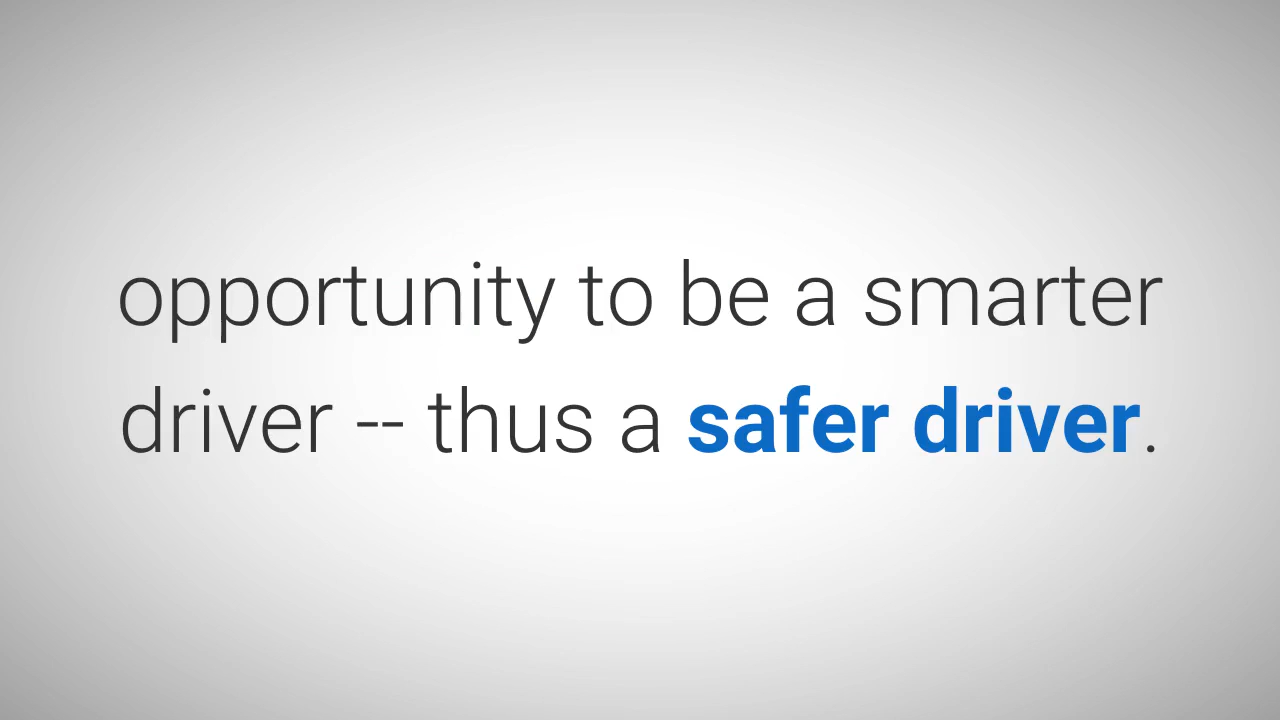 opportunity to be a smarter
driver -- thus a safer driver.